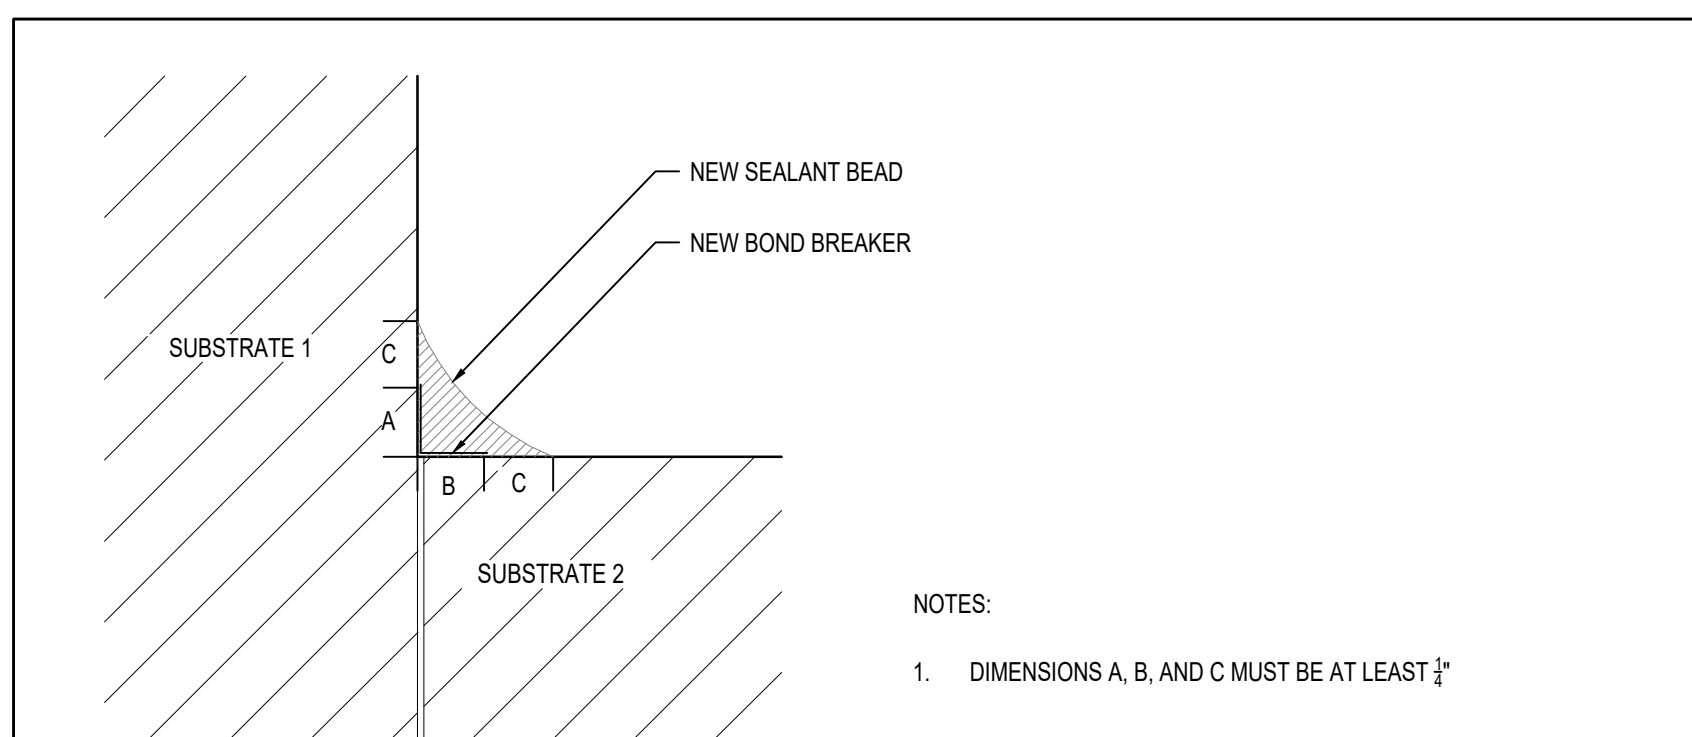 NEW SEALANT BEAD
NEW BOND BREAKER
SUBSTRATE 1
C
A
B
C
SUBSTRATE 2
NOTES:
1. DIMENSIONS A, B, AND C MUST BE AT LEAST 1/4"